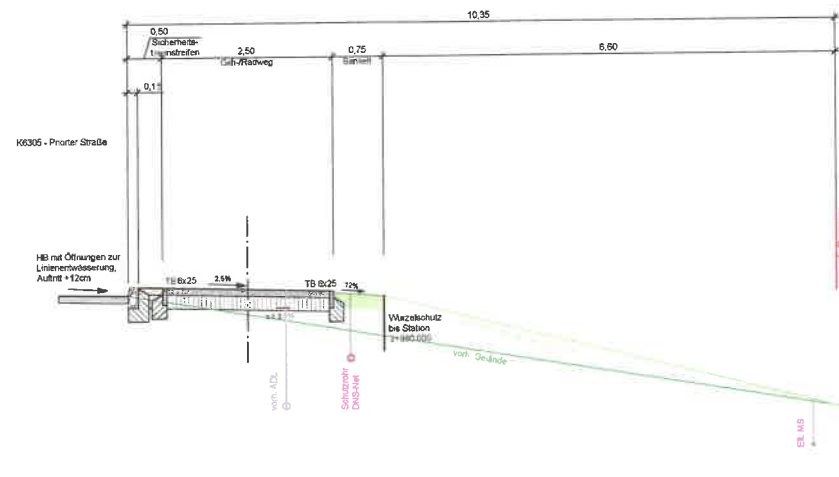 10,35
0,50
Sicherheits-
trennstreifen
2,50
Geh-/Radweg
0,75
Bankett
6,60
0,15
K6305 - Priorter Straße
HB mit Öffnungen zur
Linienentwässerung,
Auftritt +12cm
TB 8x25
2,5%
TB 8x25
12%
Wurzelschutz
bis Station
vorh. Gelände
vorh. ADL
Schutzrohr
DNS-Net
Elt. MS